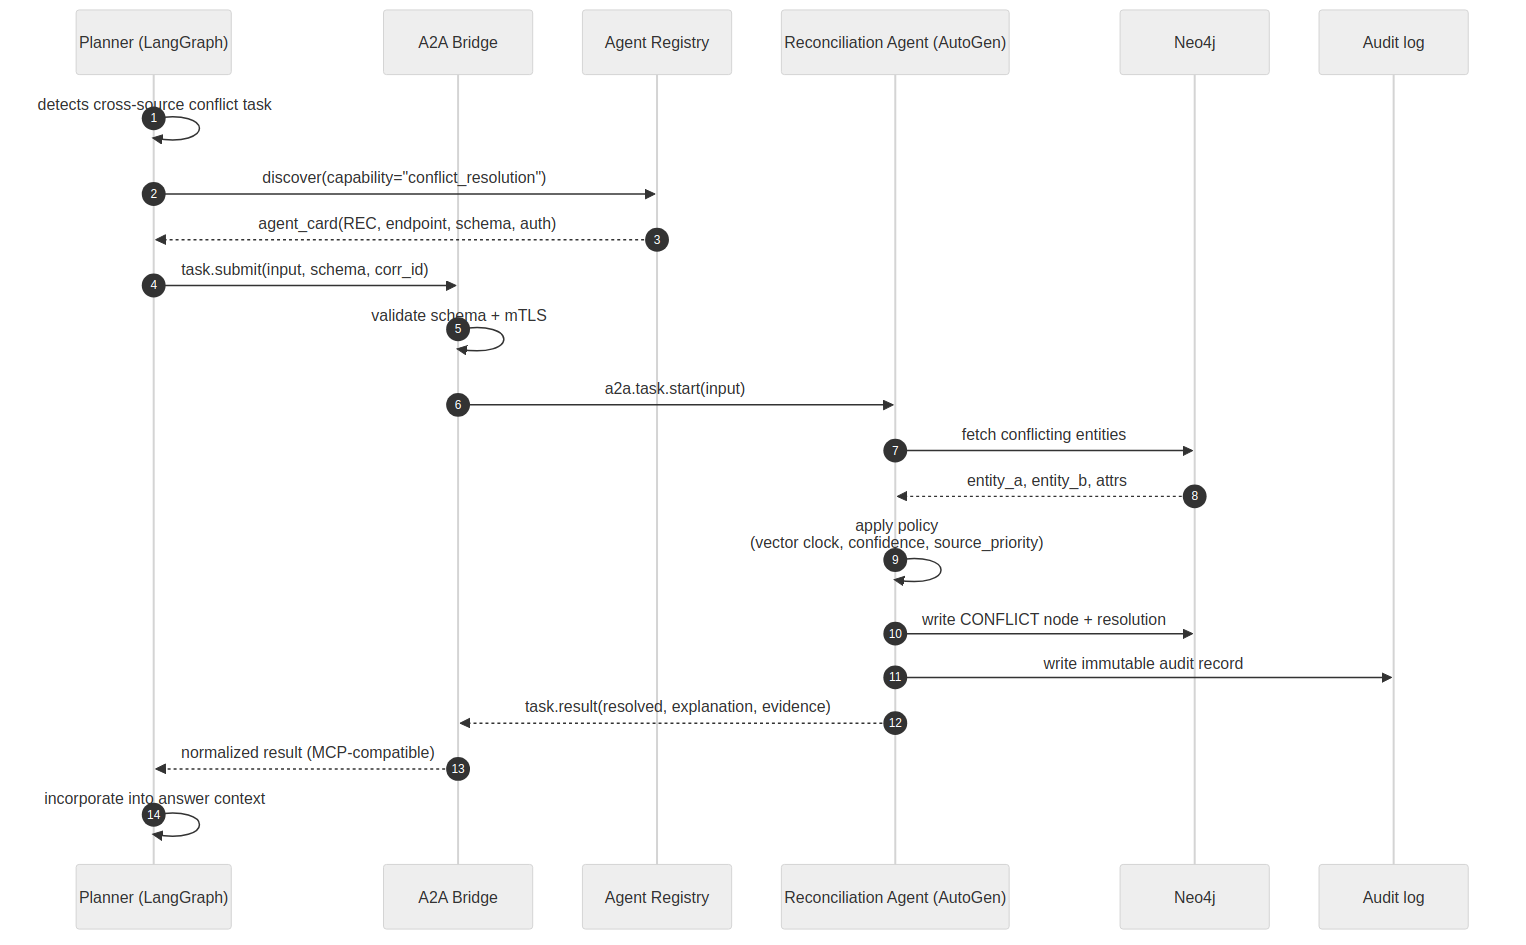 Planner (LangGraph)
A2A Bridge
Agent Registry
Reconciliation Agent (AutoGen)
Neo4j
Audit log
detects cross-source conflict task
1
discover(capability="conflict_resolution")
2
agent_card(REC, endpoint, schema, auth)
3
task.submit(input, schema, corr_id)
4
validate schema + mTLS
5
a2a.task.start(input)
6
fetch conflicting entities
7
entity_a, entity_b, attrs
8
apply policy
(vector clock, confidence, source_priority)
9
write CONFLICT node + resolution
10
write immutable audit record
11
task.result(resolved, explanation, evidence)
12
normalized result (MCP-compatible)
13
incorporate into answer context
14
Planner (LangGraph)
A2A Bridge
Agent Registry
Reconciliation Agent (AutoGen)
Neo4j
Audit log